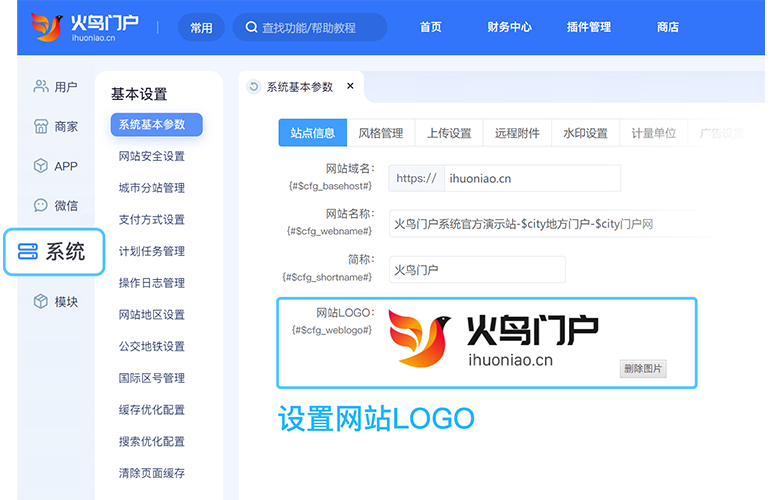 火鸟门户
ihuoniao.cn
常用
查找功能/帮助教程
首页
财务中心
插件管理
商店
用户
商家
APP
微信
系统
模块
基本设置
系统基本参数
网站安全设置
城市分站管理
支付方式设置
计划任务管理
操作日志管理
网站地区设置
公交地铁设置
国际区号管理
缓存优化配置
搜索优化配置
清除页面缓存
系统基本参数 ×
站点信息
风格管理
上传设置
远程附件
水印设置
计量单位
广告设置
网站域名：
{#$cfg_basehost#}
https://
ihuoniao.cn
网站名称：
{#$cfg_webname#}
火鸟门户系统官方演示站-$city地方门户-$city门户网
简称：
{#$cfg_shortname#}
火鸟门户
网站LOGO：
{#$cfg_weblogo#}
火鸟门户
ihuoniao.cn
删除图片
设置网站LOGO